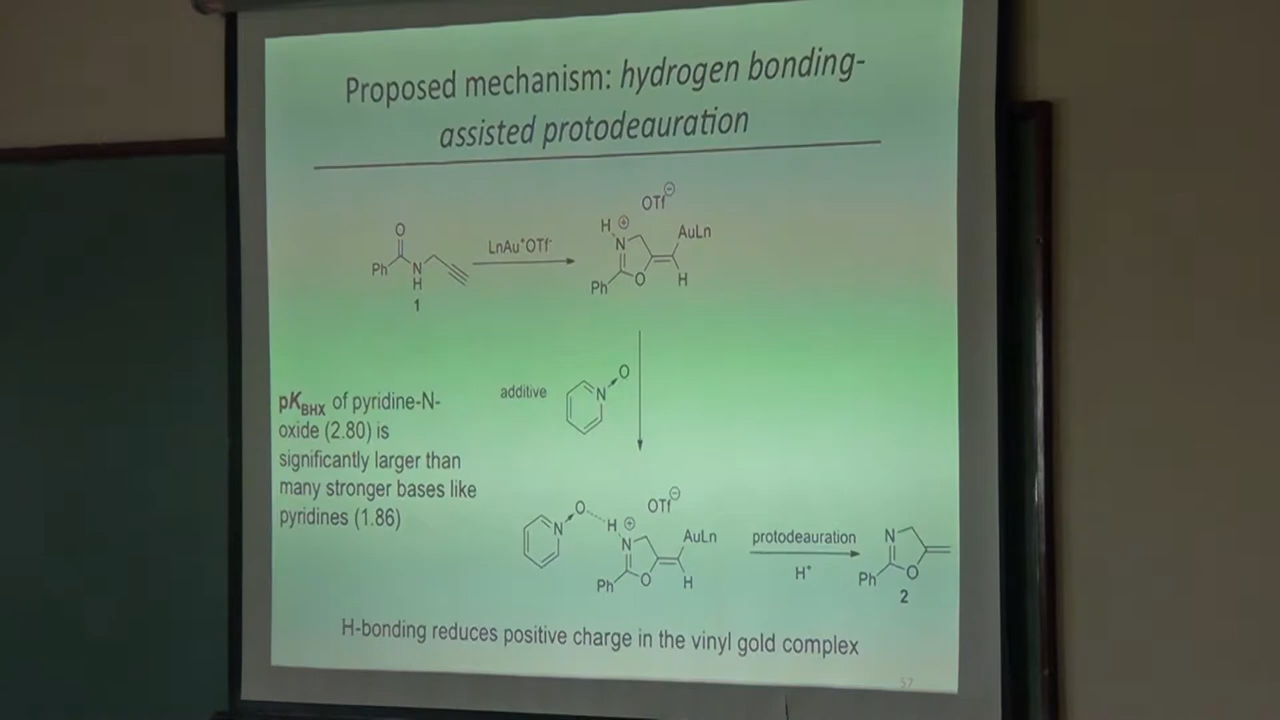 Proposed mechanism: hydrogen bonding-
assisted protodeauration
OTf⊖
H ⊕
N
AuLn
O
Ph
H
O
Ph
N
H
1
LnAu⁺OTf⁻
additive
N
O
pK_BHX of pyridine-N-
oxide (2.80) is
significantly larger than
many stronger bases like
pyridines (1.86)
O
N
H ⊕
OTf⊖
N
AuLn
O
Ph
H
protodeauration
H⁺
N
O
Ph
2
H-bonding reduces positive charge in the vinyl gold complex
57